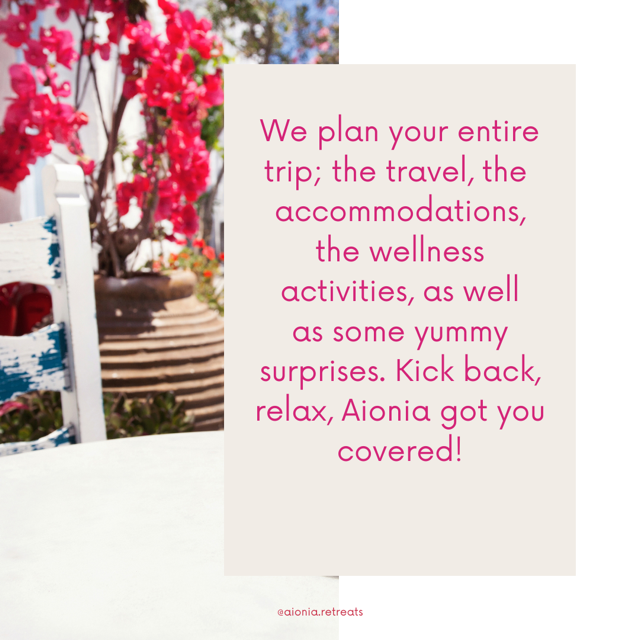 We plan your entire
trip; the travel, the
accommodations,
the wellness
activities, as well
as some yummy
surprises. Kick back,
relax, Aionia got you
covered!
@aionia.retreats